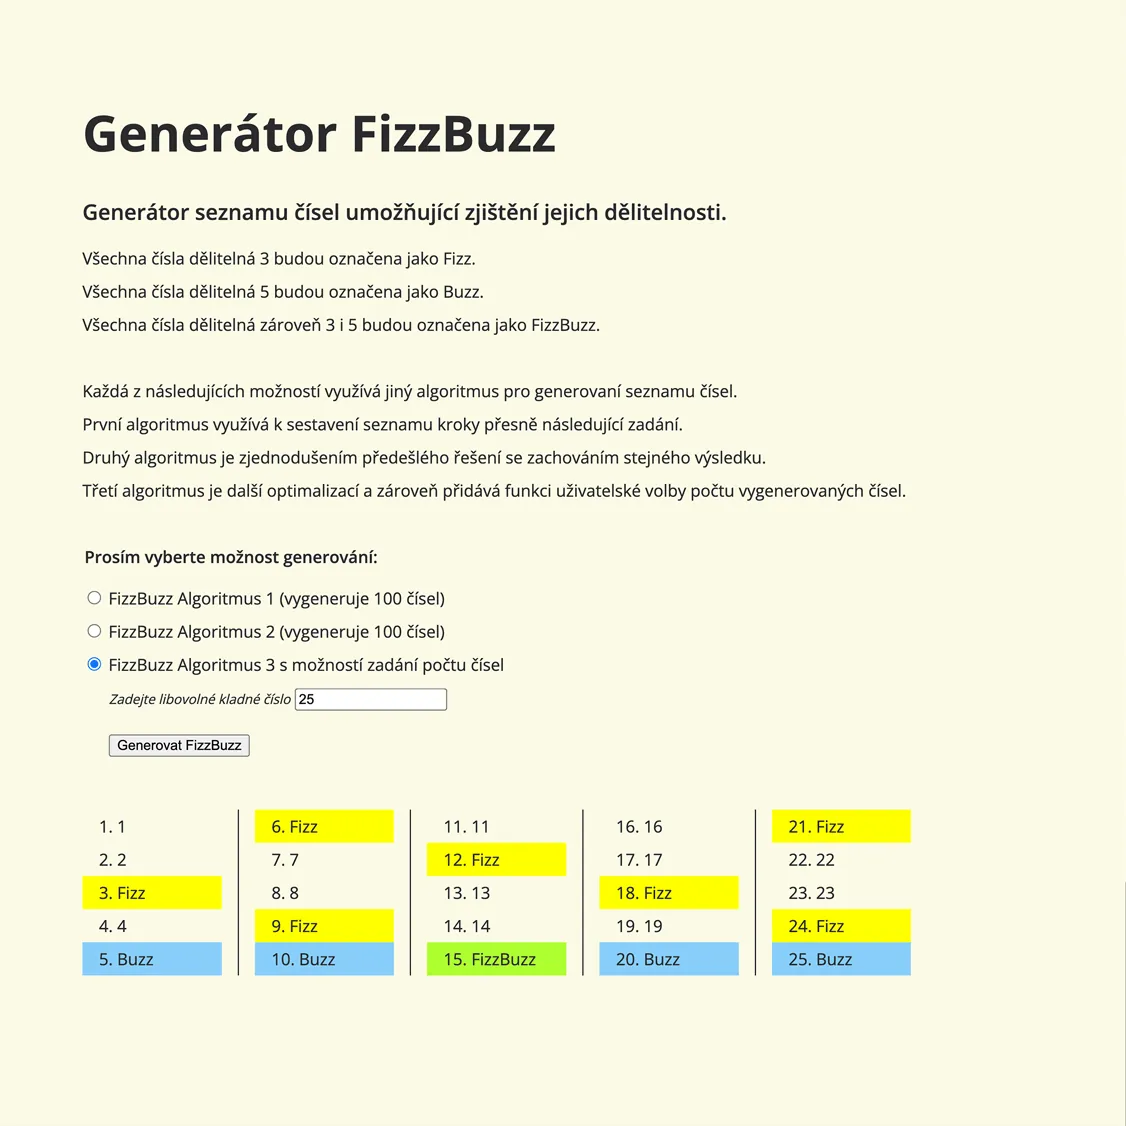 Generátor FizzBuzz
Generátor seznamu čísel umožňující zjištění jejich dělitelnosti.
Všechna čísla dělitelná 3 budou označena jako Fizz.
Všechna čísla dělitelná 5 budou označena jako Buzz.
Všechna čísla dělitelná zároveň 3 i 5 budou označena jako FizzBuzz.
Každá z následujících možností využívá jiný algoritmus pro generovaní seznamu čísel.
První algoritmus využívá k sestavení seznamu kroky přesně následující zadání.
Druhý algoritmus je zjednodušením předešlého řešení se zachováním stejného výsledku.
Třetí algoritmus je další optimalizací a zároveň přidává funkci uživatelské volby počtu vygenerovaných čísel.
Prosím vyberte možnost generování:
FizzBuzz Algoritmus 1 (vygeneruje 100 čísel)
FizzBuzz Algoritmus 2 (vygeneruje 100 čísel)
FizzBuzz Algoritmus 3 s možností zadání počtu čísel
Zadejte libovolné kladné číslo 25
Generovat FizzBuzz
1. 1
2. 2
3. Fizz
4. 4
5. Buzz
6. Fizz
7. 7
8. 8
9. Fizz
10. Buzz
11. 11
12. Fizz
13. 13
14. 14
15. FizzBuzz
16. 16
17. 17
18. Fizz
19. 19
20. Buzz
21. Fizz
22. 22
23. 23
24. Fizz
25. Buzz